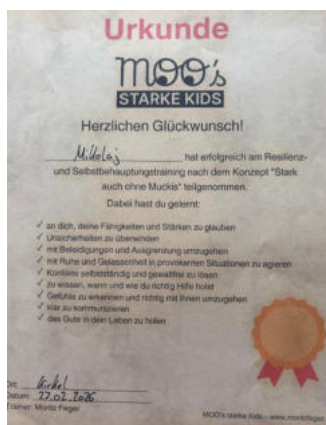 Urkunde
moo's
STARKE KIDS
Herzlichen Glückwunsch!
Mikolaj hat erfolgreich am Resilienz-
und Selbstbehauptungstraining nach dem Konzept "Stark
auch ohne Muckis" teilgenommen.
Dabei hast du gelernt:
✓ an dich, deine Fähigkeiten und Stärken zu glauben
✓ Unsicherheiten zu überwinden
✓ mit Beleidigungen und Ausgrenzung umzugehen
✓ mit Ruhe und Gelassenheit in provokanten Situationen zu agieren
✓ Konflikte selbstständig und gewaltfrei zu lösen
✓ zu wissen, wann und wie du richtig Hilfe holst
✓ Gefühle zu erkennen und richtig mit ihnen umzugehen
✓ klar zu kommunizieren
✓ das Gute in dein Leben zu holen
Ort:
Datum: 27.02.2026
Trainer: Moritz Fieger
MOO's starke Kids – www.moritzfieger